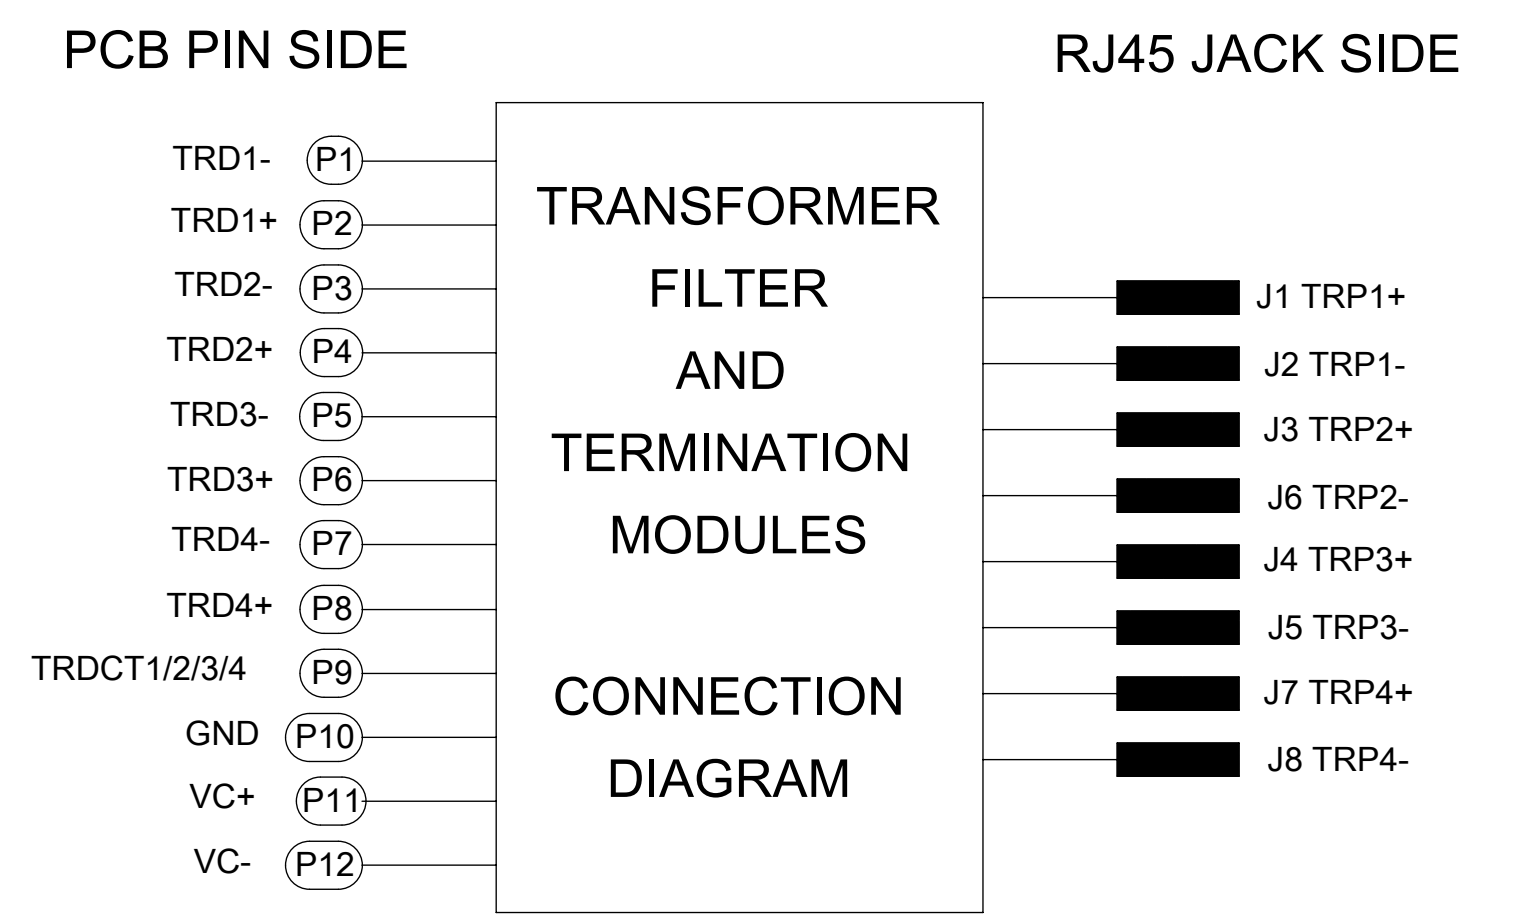 PCB PIN SIDE
RJ45 JACK SIDE
TRD1- P1
TRD1+ P2
TRD2- P3
TRD2+ P4
TRD3- P5
TRD3+ P6
TRD4- P7
TRD4+ P8
TRDCT1/2/3/4 P9
GND P10
VC+ P11
VC- P12
TRANSFORMER
FILTER
AND
TERMINATION
MODULES
CONNECTION
DIAGRAM
J1 TRP1+
J2 TRP1-
J3 TRP2+
J6 TRP2-
J4 TRP3+
J5 TRP3-
J7 TRP4+
J8 TRP4-